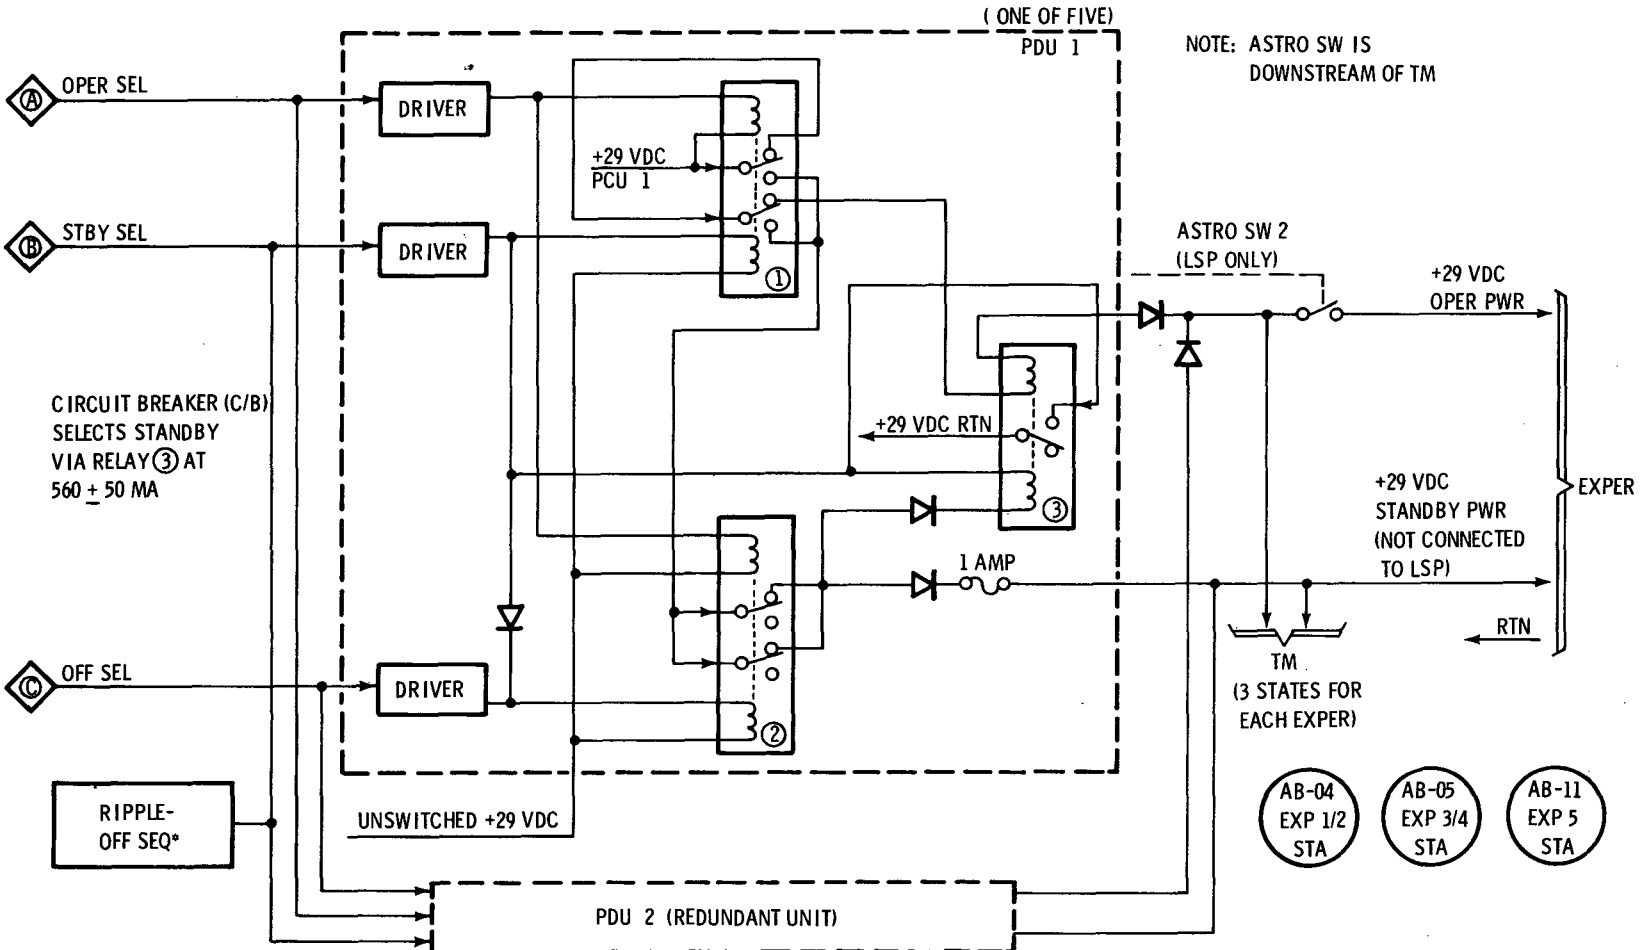 ( ONE OF FIVE)
PDU 1
NOTE: ASTRO SW IS
DOWNSTREAM OF TM
A
OPER SEL
DRIVER
+29 VDC
PCU 1
B
STBY SEL
DRIVER
1
ASTRO SW 2
(LSP ONLY)
+29 VDC
OPER PWR
CIRCUIT BREAKER (C/B)
SELECTS STANDBY
VIA RELAY 3 AT
560 ± 50 MA
+29 VDC RTN
3
+29 VDC
STANDBY PWR
(NOT CONNECTED
TO LSP)
EXPER
1 AMP
RTN
C
OFF SEL
DRIVER
2
TM
(3 STATES FOR
EACH EXPER)
RIPPLE-
OFF SEQ*
UNSWITCHED +29 VDC
AB-04
EXP 1/2
STA
AB-05
EXP 3/4
STA
AB-11
EXP 5
STA
PDU 2 (REDUNDANT UNIT)